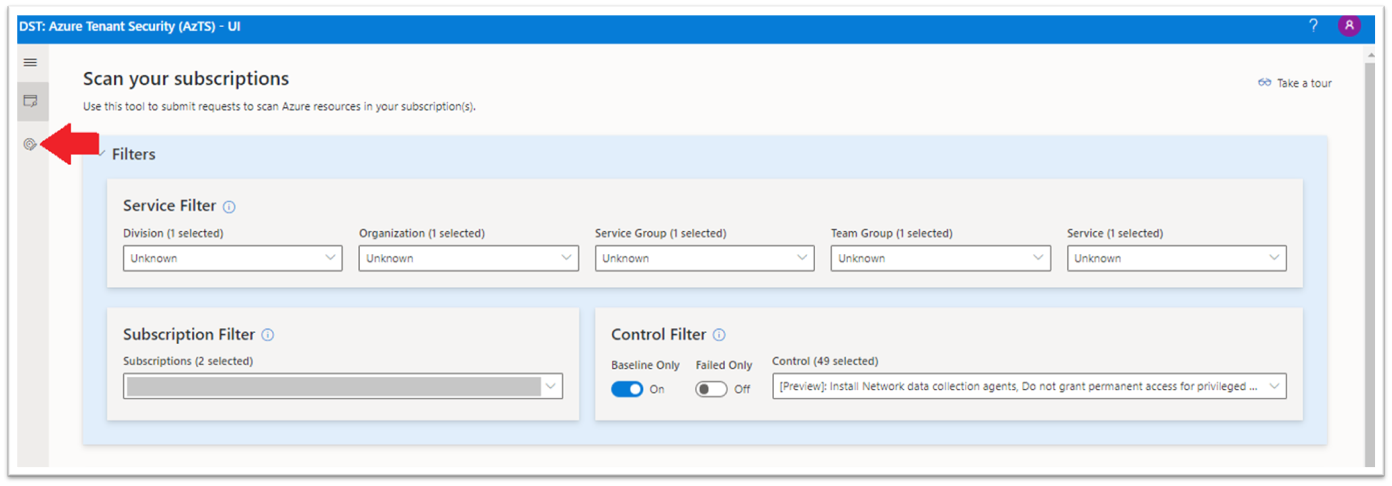 DST: Azure Tenant Security (AzTS) - UI
? A
Scan your subscriptions
Take a tour
Use this tool to submit requests to scan Azure resources in your subscription(s).
Filters
Service Filter
Division (1 selected) Organization (1 selected) Service Group (1 selected) Team Group (1 selected) Service (1 selected)
Unknown Unknown Unknown Unknown Unknown
Subscription Filter
Subscriptions (2 selected)
Control Filter
Baseline Only Failed Only Control (49 selected)
On Off [Preview]: Install Network data collection agents, Do not grant permanent access for privileged ...